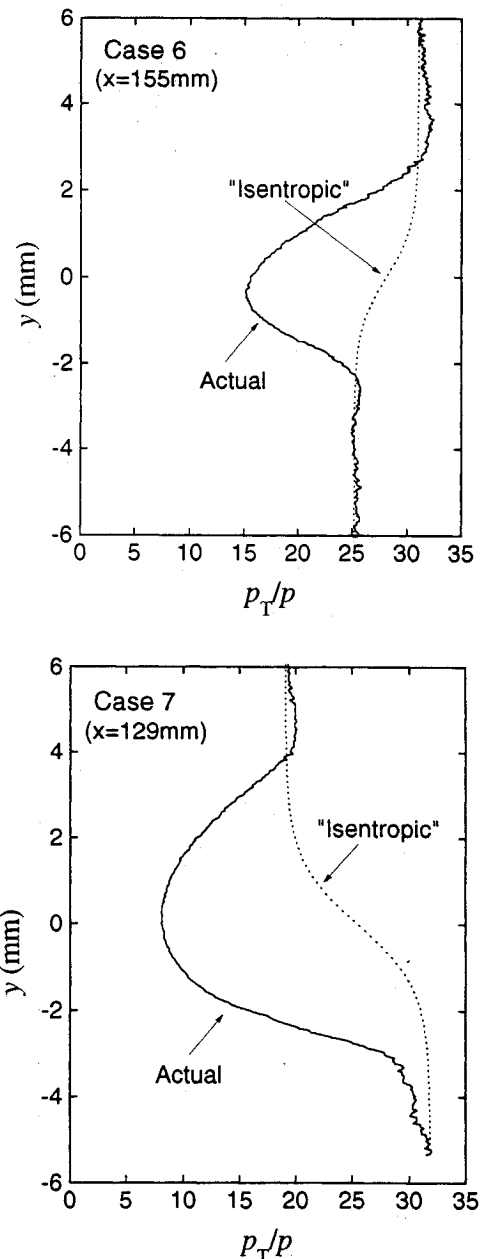 Case 6
(x=155mm)
"Isentropic"
Actual
y (mm)
6
4
2
0
-2
-4
-6
0 5 10 15 20 25 30 35
pT/p
Case 7
(x=129mm)
"Isentropic"
Actual
y (mm)
6
4
2
0
-2
-4
-6
0 5 10 15 20 25 30 35
pT/p